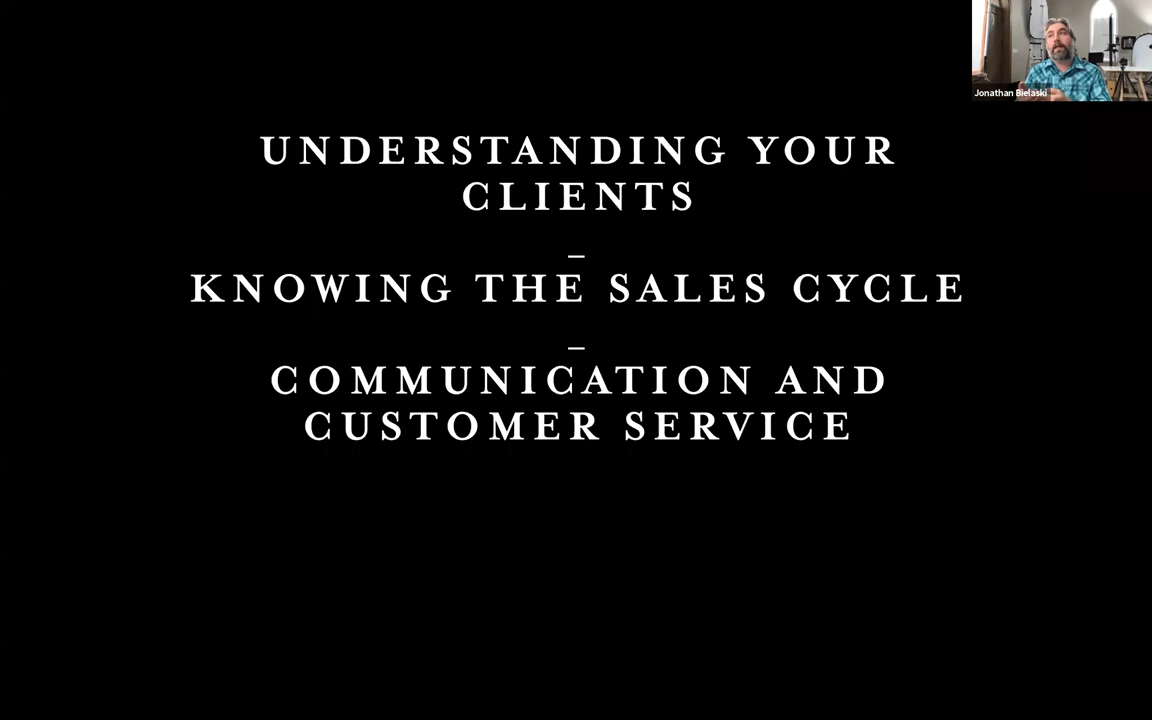 Jonathan Bielaski
UNDERSTANDING YOUR
CLIENTS
–
KNOWING THE SALES CYCLE
–
COMMUNICATION AND
CUSTOMER SERVICE